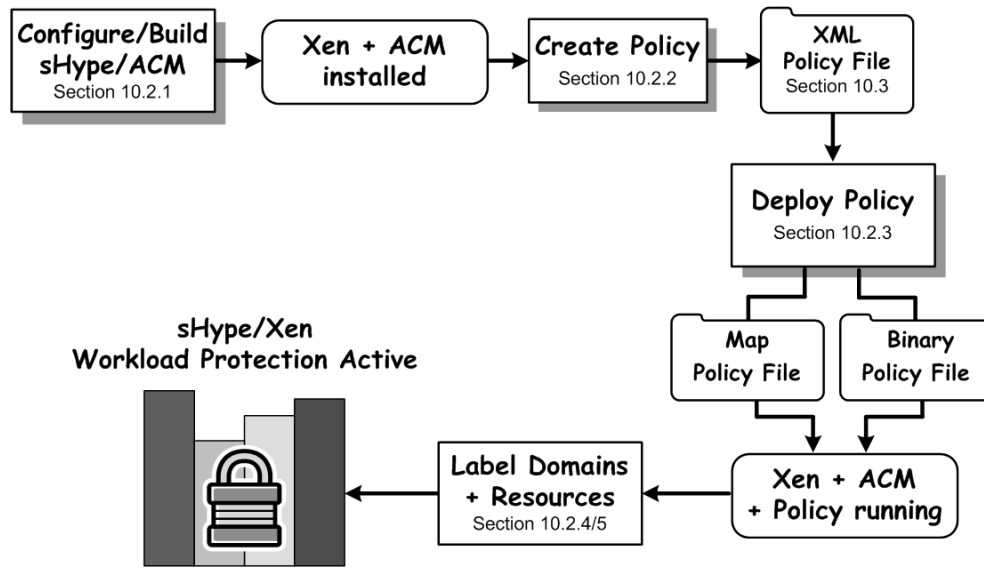 Configure/Build
sHype/ACM
Section 10.2.1
Xen + ACM
installed
Create Policy
Section 10.2.2
XML
Policy File
Section 10.3
Deploy Policy
Section 10.2.3
Map
Policy File
Binary
Policy File
Xen + ACM
+ Policy running
Label Domains
+ Resources
Section 10.2.4/5
sHype/Xen
Workload Protection Active